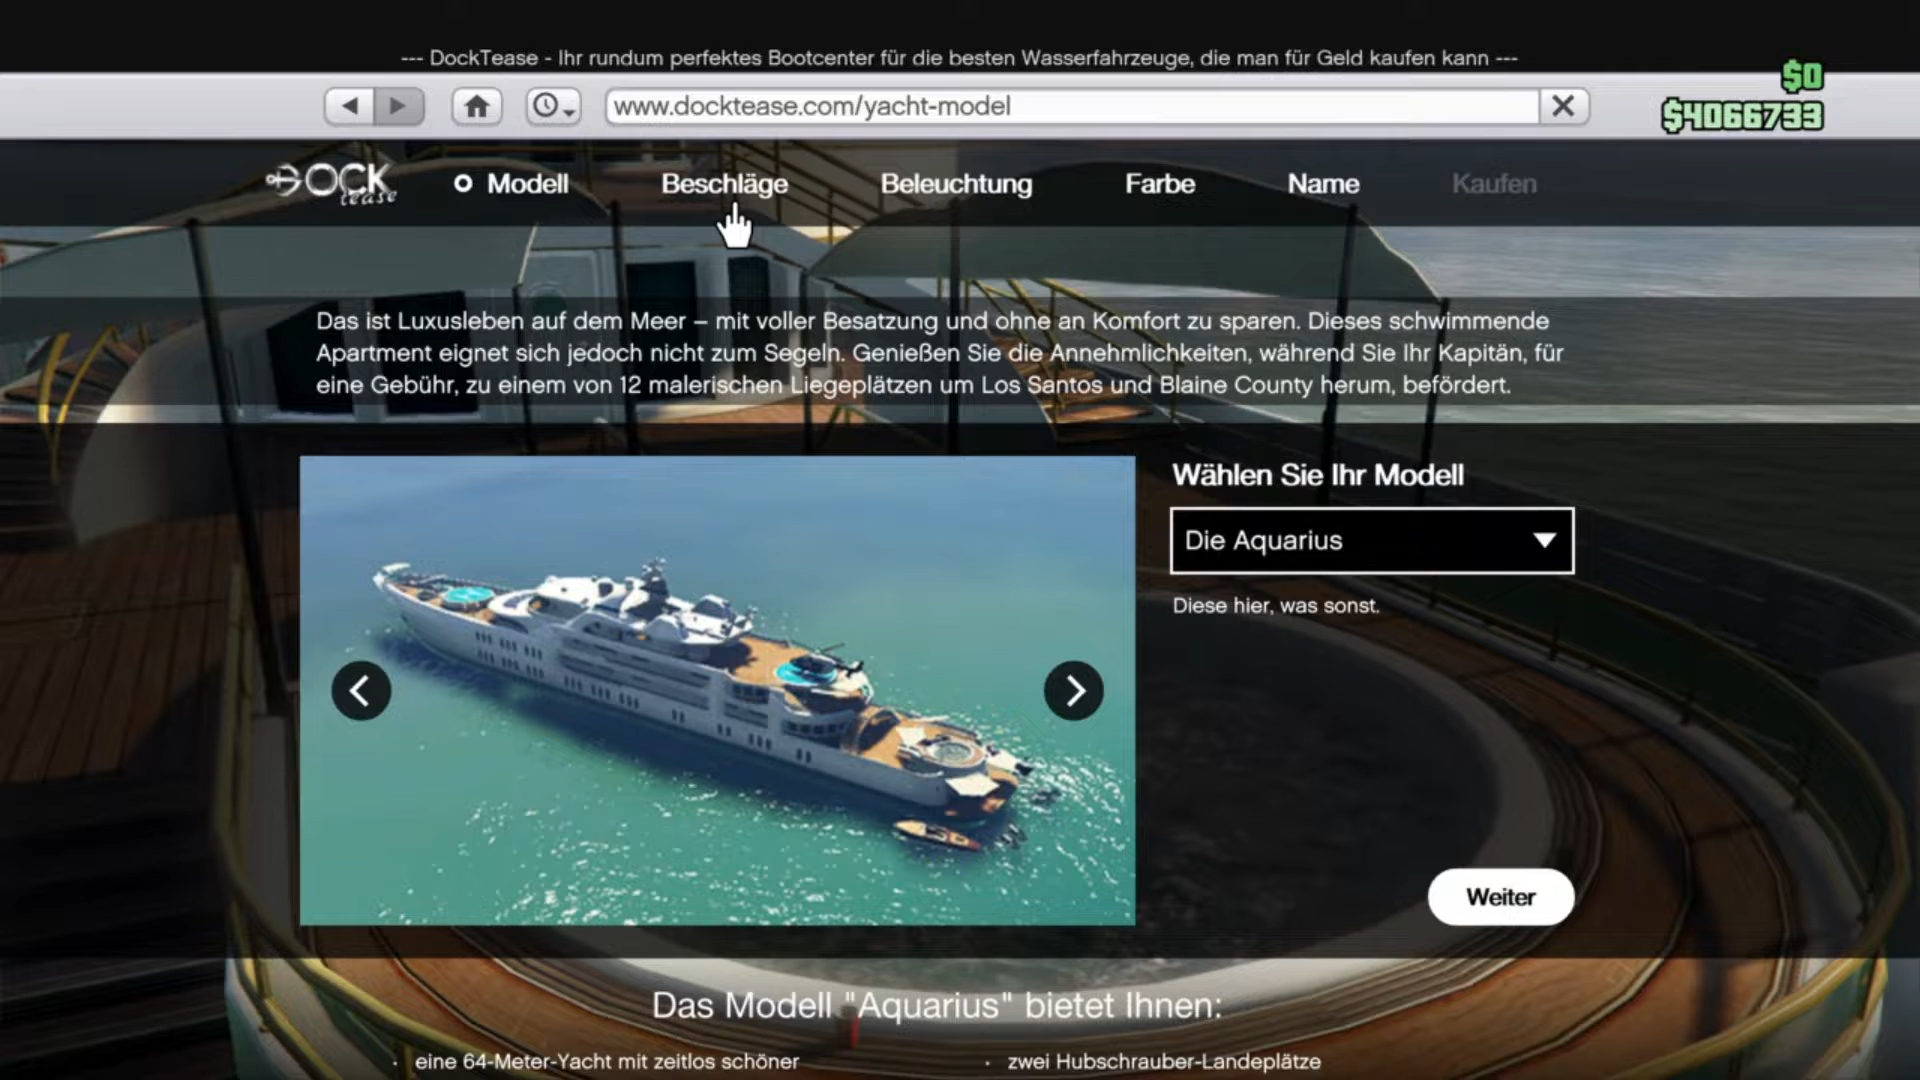 --- DockTease - Ihr rundum perfektes Bootcenter für die besten Wasserfahrzeuge, die man für Geld kaufen kann ---
$0
www.docktease.com/yacht-model
$4066733
DOCK tease
Modell
Beschläge
Beleuchtung
Farbe
Name
Kaufen
Das ist Luxusleben auf dem Meer – mit voller Besatzung und ohne an Komfort zu sparen. Dieses schwimmende
Apartment eignet sich jedoch nicht zum Segeln. Genießen Sie die Annehmlichkeiten, während Sie Ihr Kapitän, für
eine Gebühr, zu einem von 12 malerischen Liegeplätzen um Los Santos und Blaine County herum, befördert.
Wählen Sie Ihr Modell
Die Aquarius
Diese hier, was sonst.
Weiter
Das Modell "Aquarius" bietet Ihnen:
· eine 64-Meter-Yacht mit zeitlos schöner
· zwei Hubschrauber-Landeplätze